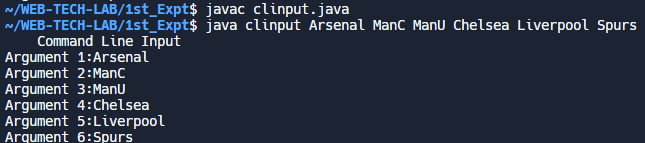 ~/WEB-TECH-LAB/1st_Expt$ javac clinput.java
~/WEB-TECH-LAB/1st_Expt$ java clinput Arsenal ManC ManU Chelsea Liverpool Spurs
    Command Line Input
Argument 1:Arsenal
Argument 2:ManC
Argument 3:ManU
Argument 4:Chelsea
Argument 5:Liverpool
Argument 6:Spurs